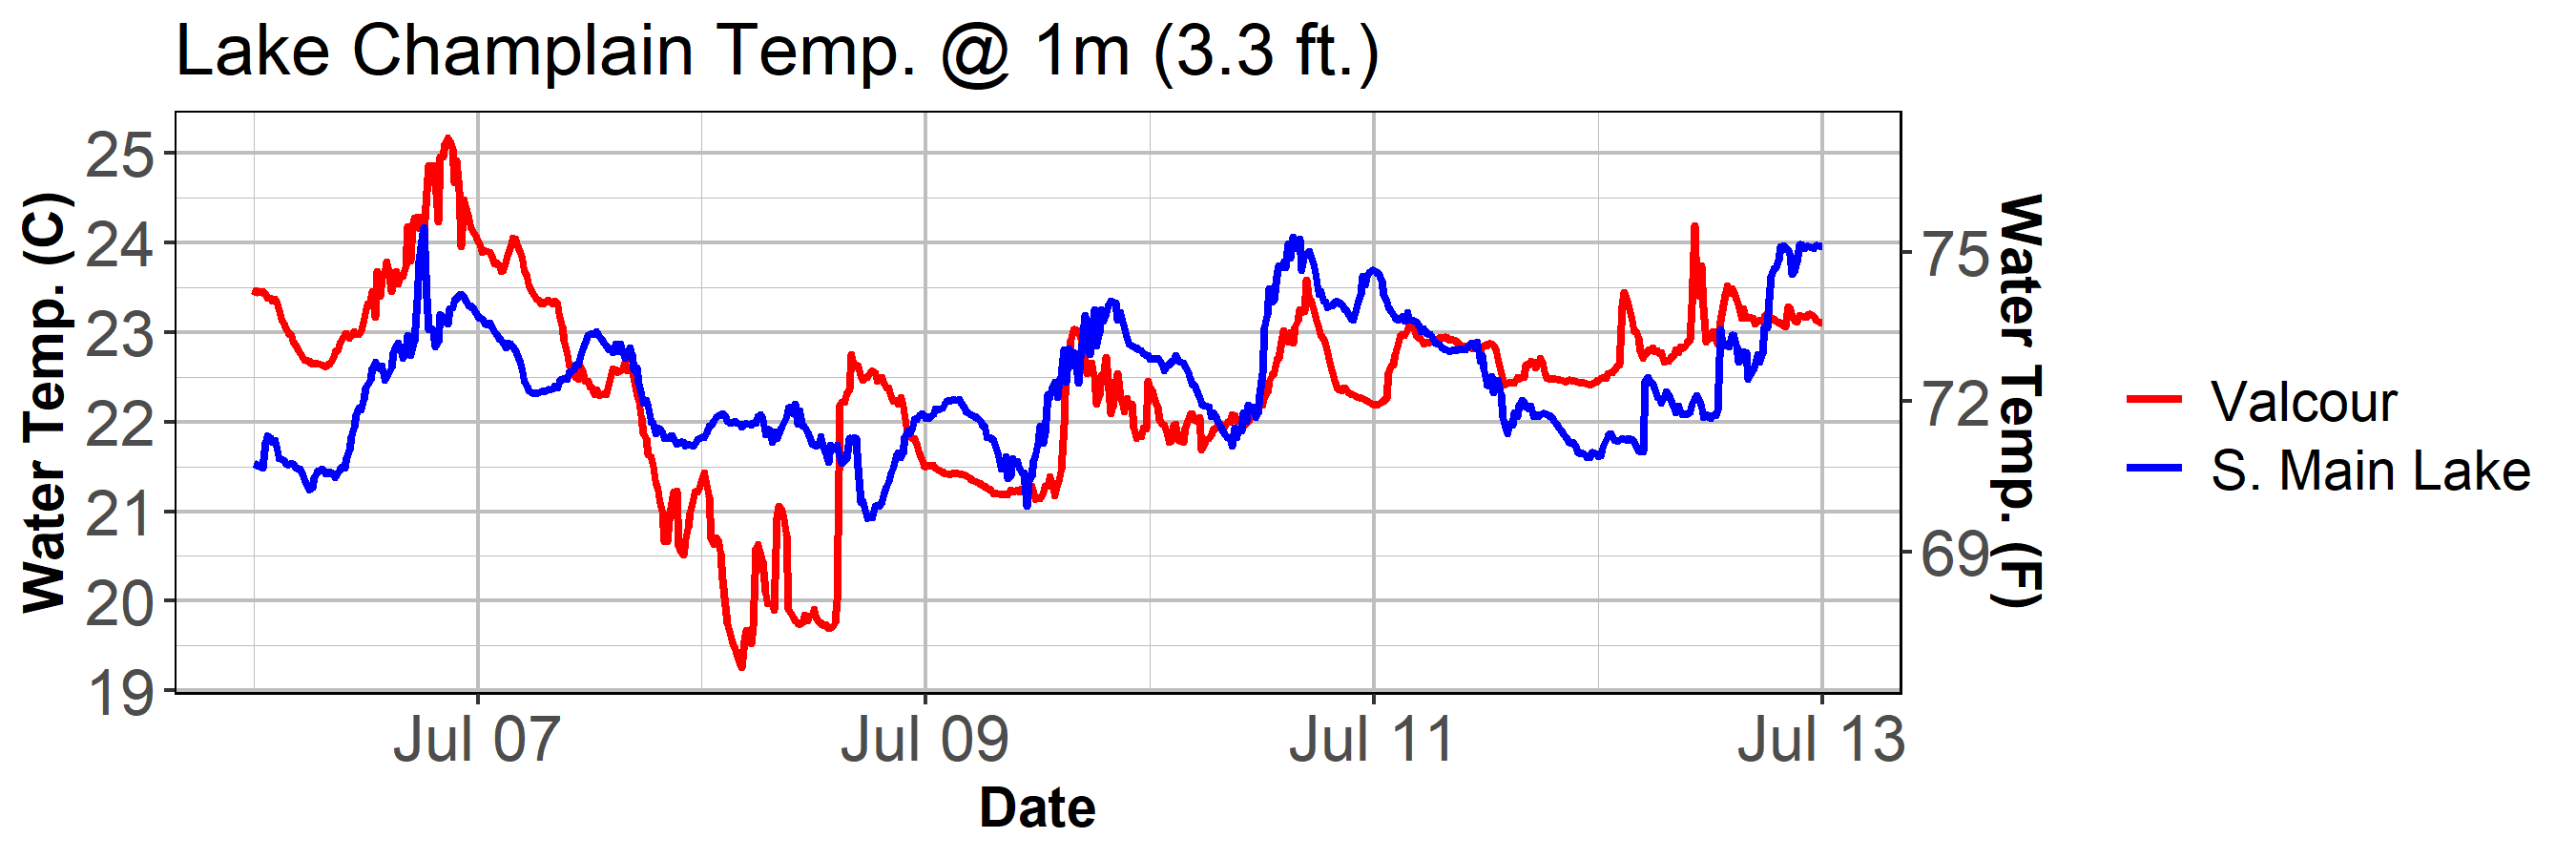 Lake Champlain Temp. @ 1m (3.3 ft.)
Water Temp. (C)
25
24
23
22
21
20
19
75
72
69
Water Temp. (F)
Jul 07
Jul 09
Jul 11
Jul 13
Date
Valcour
S. Main Lake